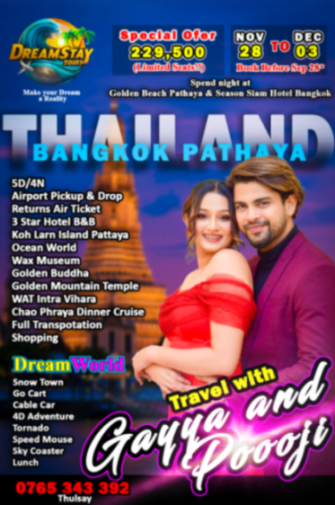 DREAMSTAY
TOURS
Make your Dream
a Reality
Special Ofer
229,500
(Limited Seats!!)
NOV
28
TO
DEC
03
Book Before Sep 28*
Spend night at
Golden Beach Pathaya & Season Siam Hotel Bangkok
THAILAND
BANGKOK PATHAYA
5D/4N
Airport Pickup & Drop
Returns Air Ticket
3 Star Hotel B&B
Koh Larn Island Pattaya
Ocean World
Wax Museum
Golden Buddha
Golden Mountain Temple
WAT Intra Vihara
Chao Phraya Dinner Cruise
Full Transpotation
Shopping
DreamWorld
Snow Town
Go Cart
Cable Car
4D Adventure
Tornado
Speed Mouse
Sky Coaster
Lunch
Travel with
Gayya and
Poooji
0765 343 392
Thulsay